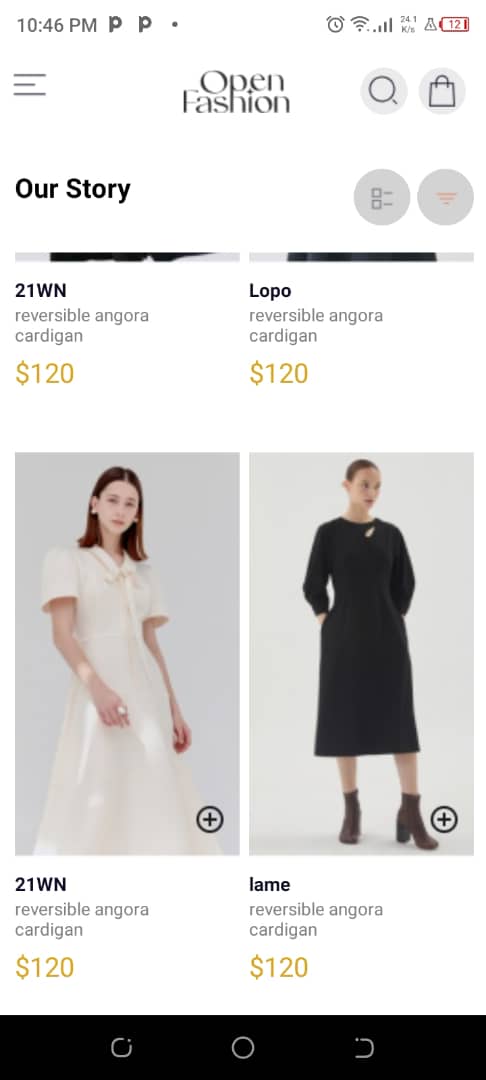 10:46 PM
24.1
K/s
12
Open
Fashion
Our Story
21WN
reversible angora
cardigan
$120
Lopo
reversible angora
cardigan
$120
21WN
reversible angora
cardigan
$120
lame
reversible angora
cardigan
$120